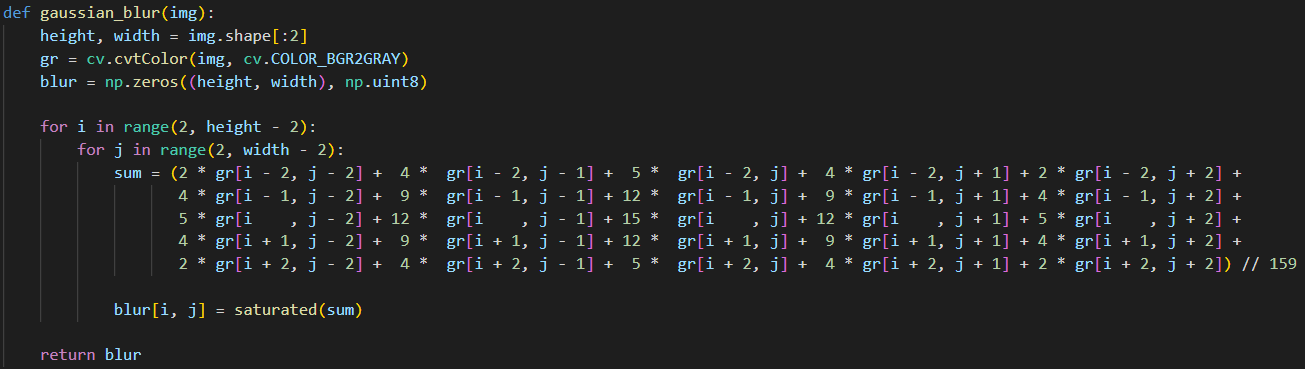 def gaussian_blur(img):
    height, width = img.shape[:2]
    gr = cv.cvtColor(img, cv.COLOR_BGR2GRAY)
    blur = np.zeros((height, width), np.uint8)

    for i in range(2, height - 2):
        for j in range(2, width - 2):
            sum = (2 * gr[i - 2, j - 2] +  4 *  gr[i - 2, j - 1] +  5 *  gr[i - 2, j] +  4 * gr[i - 2, j + 1] + 2 * gr[i - 2, j + 2] +
                   4 * gr[i - 1, j - 2] +  9 *  gr[i - 1, j - 1] + 12 *  gr[i - 1, j] +  9 * gr[i - 1, j + 1] + 4 * gr[i - 1, j + 2] +
                   5 * gr[i    , j - 2] + 12 *  gr[i    , j - 1] + 15 *  gr[i    , j] + 12 * gr[i    , j + 1] + 5 * gr[i    , j + 2] +
                   4 * gr[i + 1, j - 2] +  9 *  gr[i + 1, j - 1] + 12 *  gr[i + 1, j] +  9 * gr[i + 1, j + 1] + 4 * gr[i + 1, j + 2] +
                   2 * gr[i + 2, j - 2] +  4 *  gr[i + 2, j - 1] +  5 *  gr[i + 2, j] +  4 * gr[i + 2, j + 1] + 2 * gr[i + 2, j + 2]) // 159

            blur[i, j] = saturated(sum)

    return blur